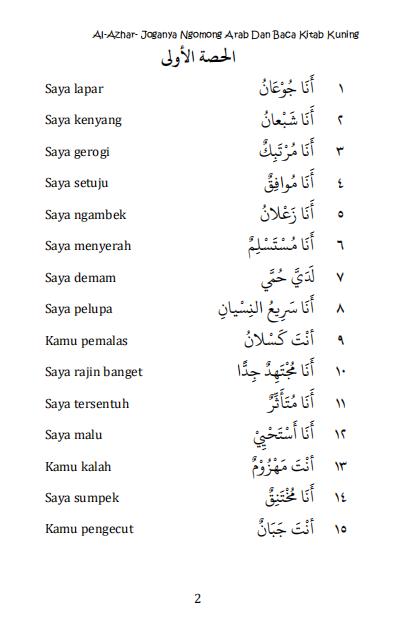 Al-Azhar- Joganya Ngomong Arab Dan Baca Kitab Kuning
الحصة الأولى
Saya lapar أَنَا جُوْعَانُ ١
Saya kenyang أَنَا شَبْعانُ ٢
Saya gerogi أَنَا مُرْتَبِكٌ ٣
Saya setuju أَنَا مُوافِقٌ ٤
Saya ngambek أَنَا زَعْلانُ ٥
Saya menyerah أَنَا مُسْتَسْلِمٌ ٦
Saya demam لَدَيَّ حُمَّي ٧
Saya pelupa أَنَا سَرِيعُ النِسْيانِ ٨
Kamu pemalas أنْتَ كَسْلانُ ٩
Saya rajin banget أَنَا مُجْتَهِدٌ جِدًّا ١٠
Saya tersentuh أَنَا مُتَأَثَّرٌ ١١
Saya malu أَنَا أَسْتَحْيِيْ ١٢
Kamu kalah أنْتَ مَهْزُوْمٌ ١٣
Saya sumpek أَنَا مُخْتَنِقٌ ١٤
Kamu pengecut أنْتَ جَبَانٌ ١٥
2